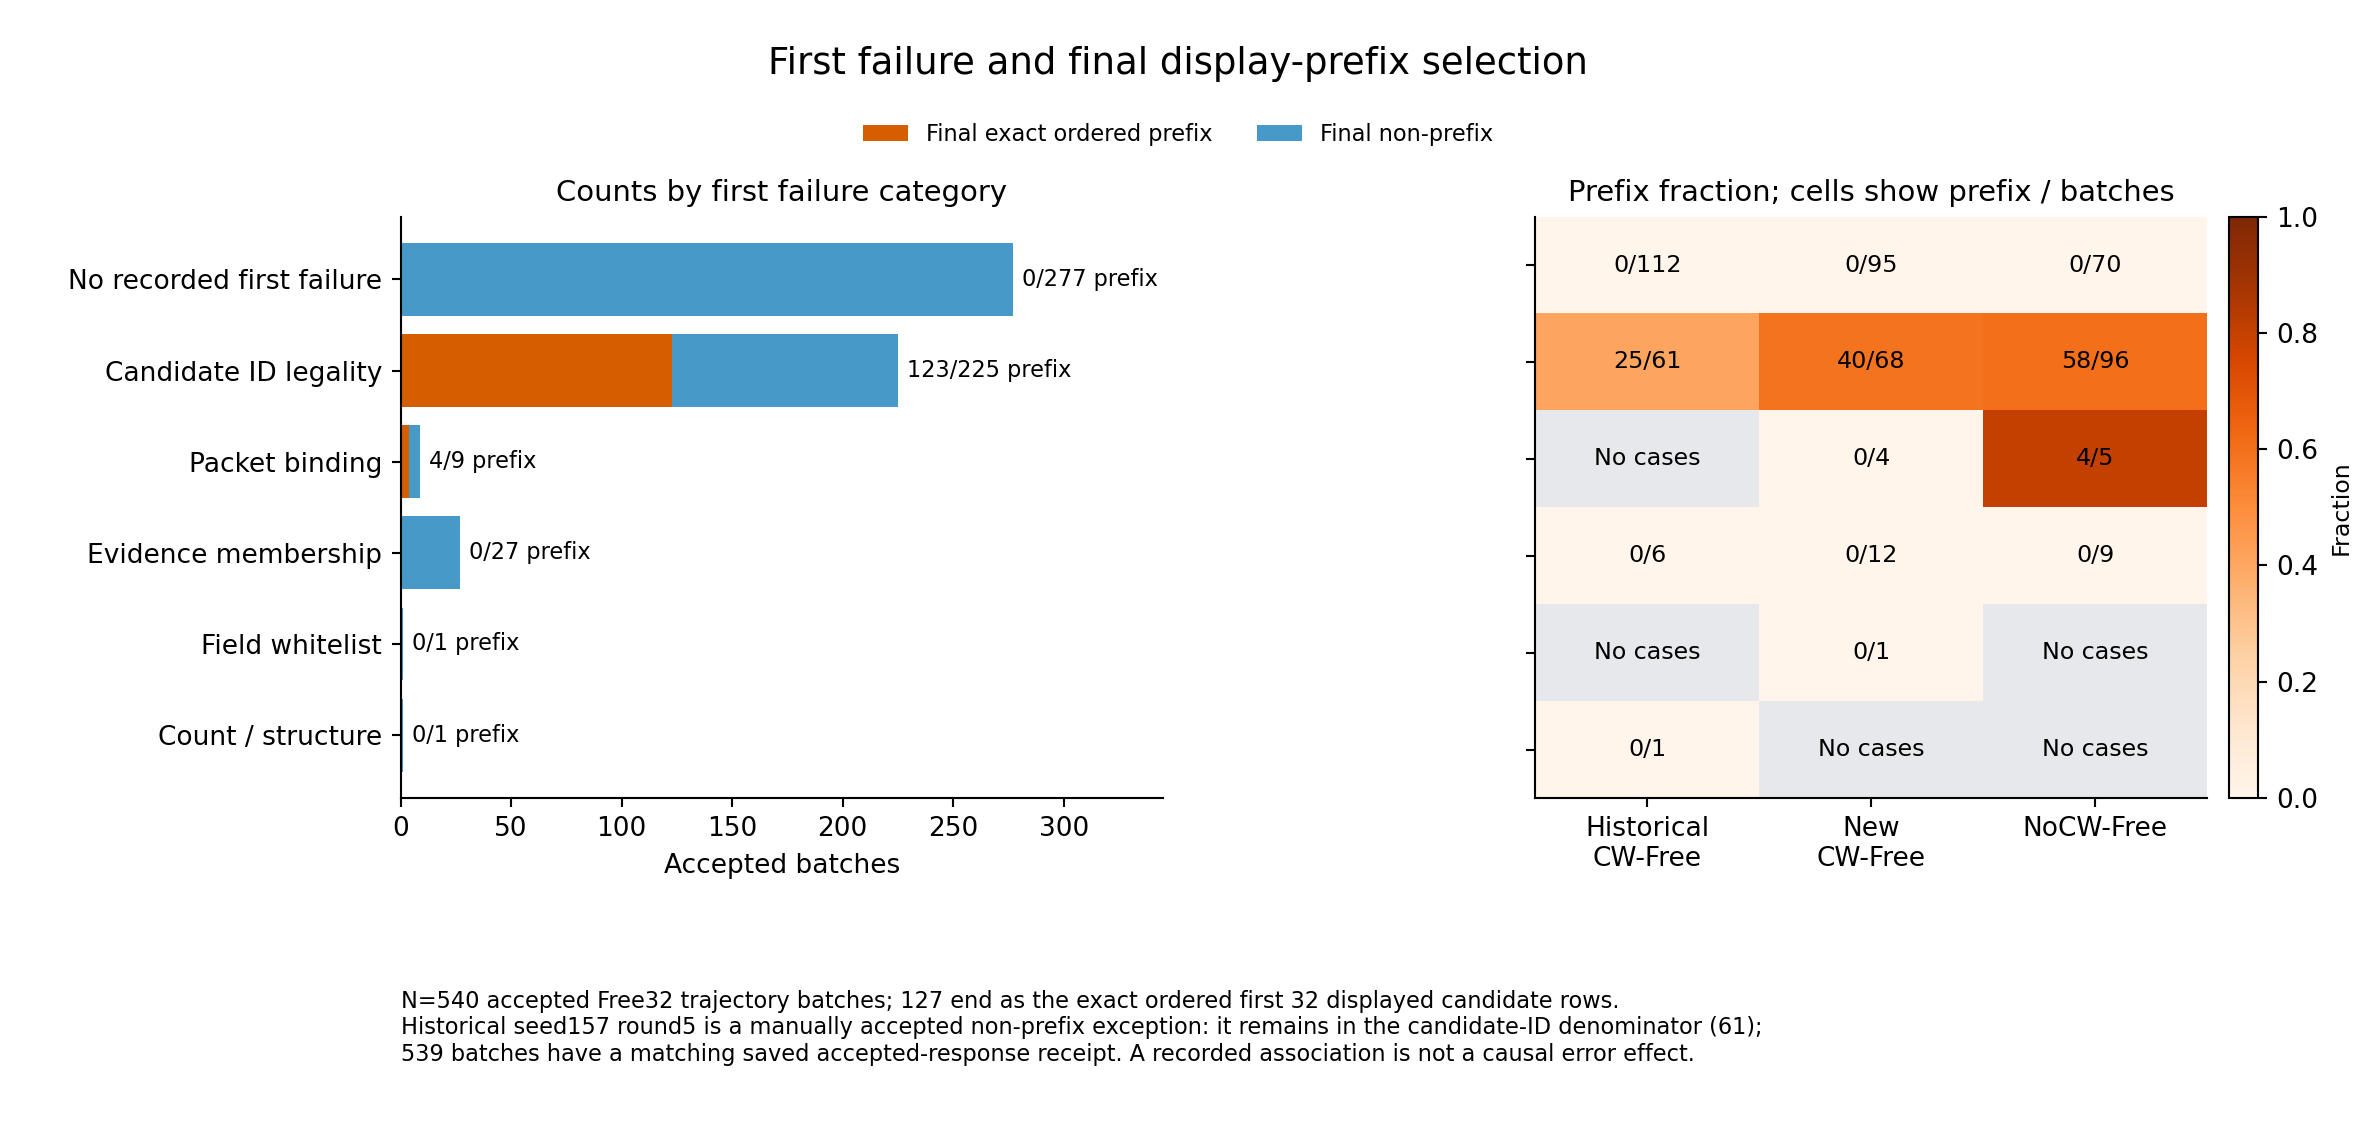 First failure and final display-prefix selection
Final exact ordered prefix
Final non-prefix
Counts by first failure category
No recorded first failure
0/277 prefix
Candidate ID legality
123/225 prefix
Packet binding
4/9 prefix
Evidence membership
0/27 prefix
Field whitelist
0/1 prefix
Count / structure
0/1 prefix
0 50 100 150 200 250 300
Accepted batches
Prefix fraction; cells show prefix / batches
0/112 0/95 0/70
25/61 40/68 58/96
No cases 0/4 4/5
0/6 0/12 0/9
No cases 0/1 No cases
0/1 No cases No cases
Historical
CW-Free
New
CW-Free
NoCW-Free
1.0
0.8
0.6
0.4
0.2
0.0
Fraction
N=540 accepted Free32 trajectory batches; 127 end as the exact ordered first 32 displayed candidate rows.
Historical seed157 round5 is a manually accepted non-prefix exception: it remains in the candidate-ID denominator (61);
539 batches have a matching saved accepted-response receipt. A recorded association is not a causal error effect.